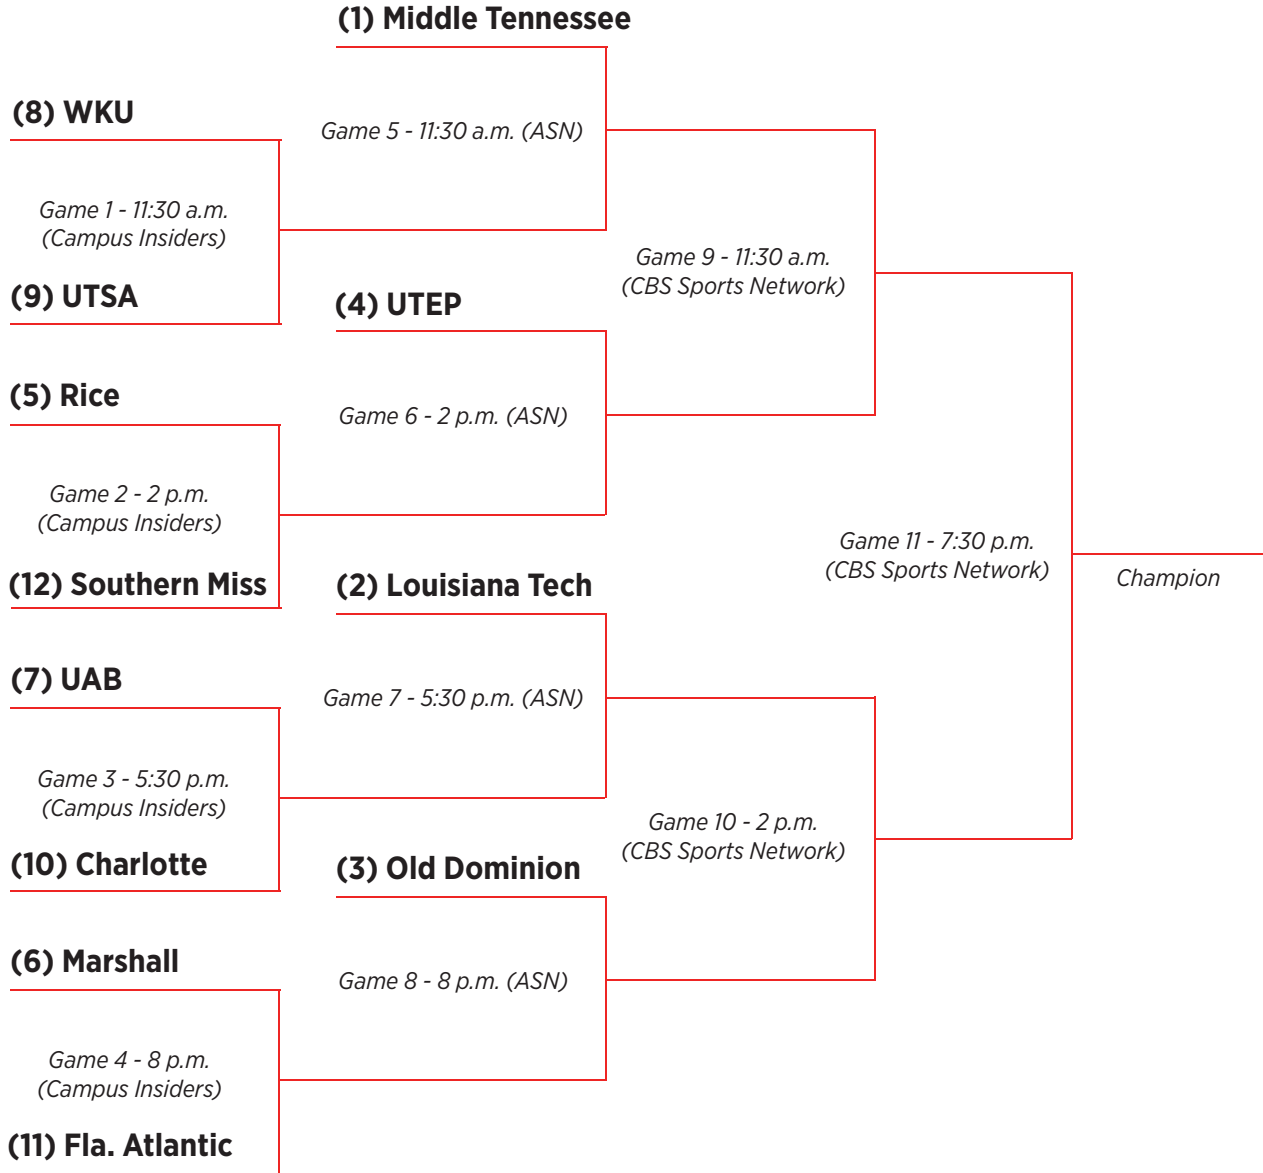 (1) Middle Tennessee
(8) WKU
Game 5 - 11:30 a.m. (ASN)
Game 1 - 11:30 a.m.
(Campus Insiders)
Game 9 - 11:30 a.m.
(CBS Sports Network)
(9) UTSA
(4) UTEP
(5) Rice
Game 6 - 2 p.m. (ASN)
Game 2 - 2 p.m.
(Campus Insiders)
Game 11 - 7:30 p.m.
(CBS Sports Network)
Champion
(12) Southern Miss
(2) Louisiana Tech
(7) UAB
Game 7 - 5:30 p.m. (ASN)
Game 3 - 5:30 p.m.
(Campus Insiders)
Game 10 - 2 p.m.
(CBS Sports Network)
(10) Charlotte
(3) Old Dominion
(6) Marshall
Game 8 - 8 p.m. (ASN)
Game 4 - 8 p.m.
(Campus Insiders)
(11) Fla. Atlantic